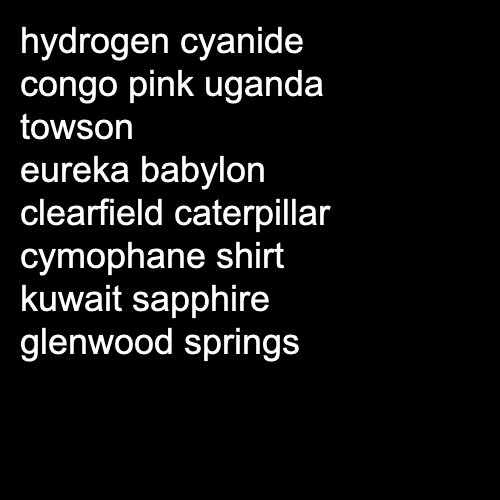 hydrogen cyanide
congo pink uganda
towson
eureka babylon
clearfield caterpillar
cymophane shirt
kuwait sapphire
glenwood springs